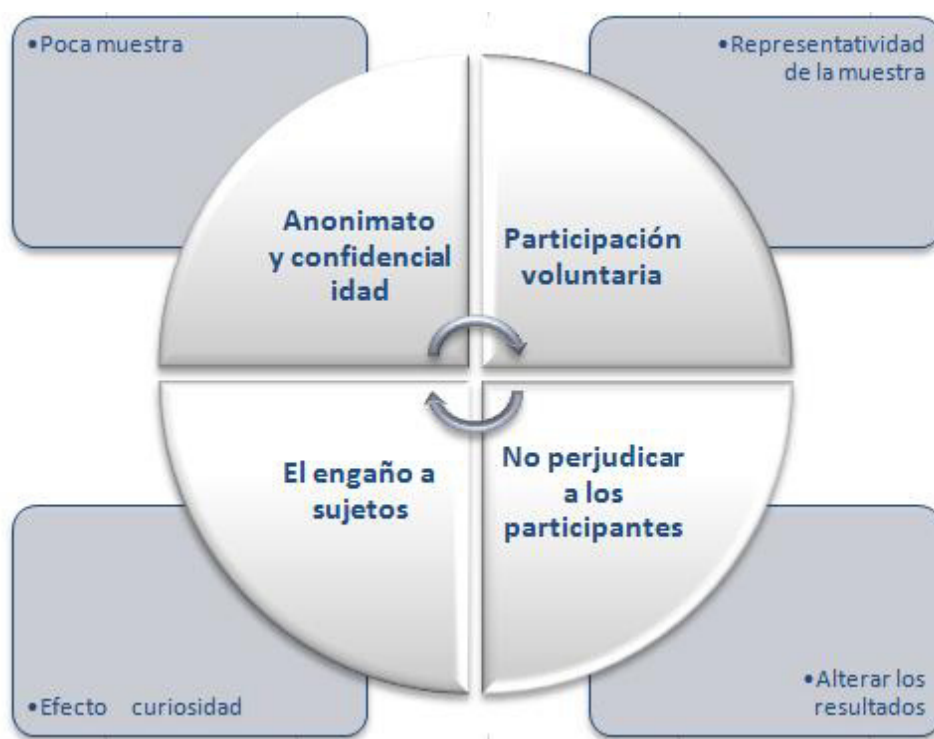 •Poca muestra
•Representatividad
de la muestra
Anonimato
y confidencial
idad
Participación
voluntaria
El engaño a
sujetos
No perjudicar
a los
participantes
•Efecto curiosidad
•Alterar los
resultados